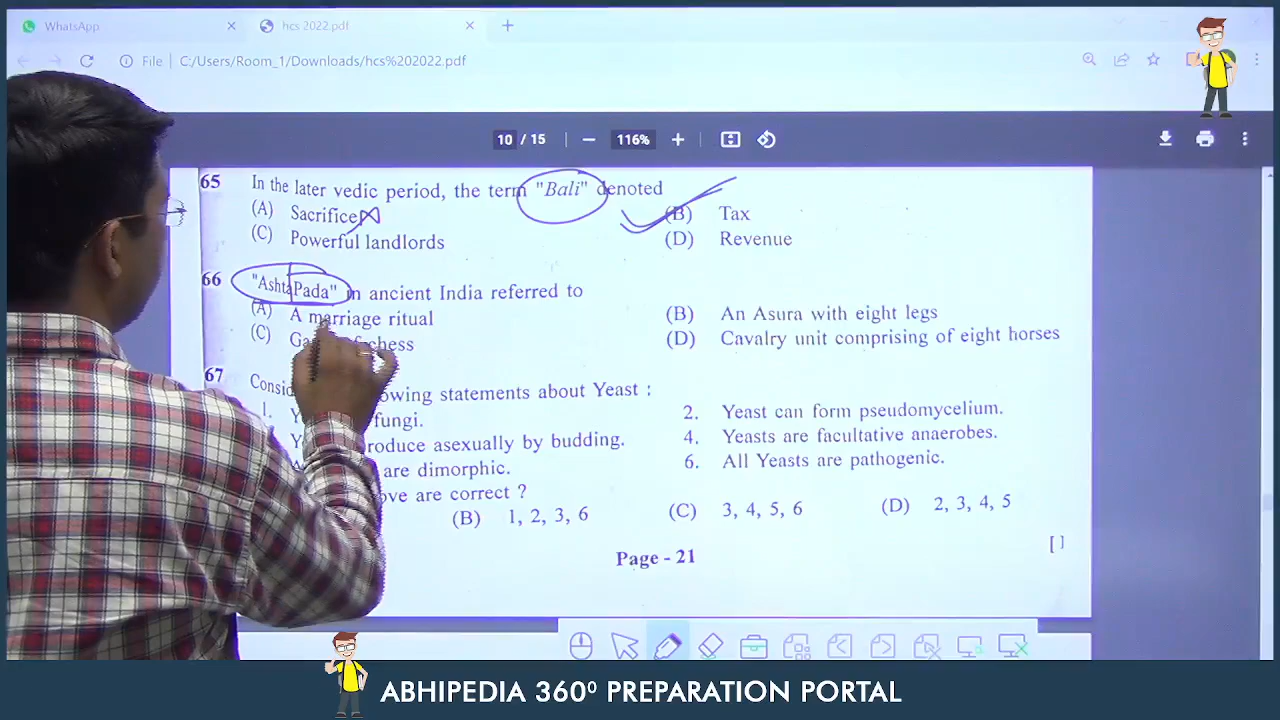 WhatsApp
hcs 2022.pdf
File C:/Users/Room_1/Downloads/hcs%202022.pdf
10 / 15 116%
65 In the later vedic period, the term "Bali" denoted
(A) Sacrifice (B) Tax
(C) Powerful landlords (D) Revenue
66 "AshtaPada" in ancient India referred to
(A) A marriage ritual (B) An Asura with eight legs
(C) chess (D) Cavalry unit comprising of eight horses
67 statements about Yeast :
1. fungi. 2. Yeast can form pseudomycelium.
asexually by budding. 4. Yeasts are facultative anaerobes.
are dimorphic. 6. All Yeasts are pathogenic.
are correct ?
(B) 1, 2, 3, 6 (C) 3, 4, 5, 6 (D) 2, 3, 4, 5
Page - 21 [ ]
ABHIPEDIA 360⁰ PREPARATION PORTAL